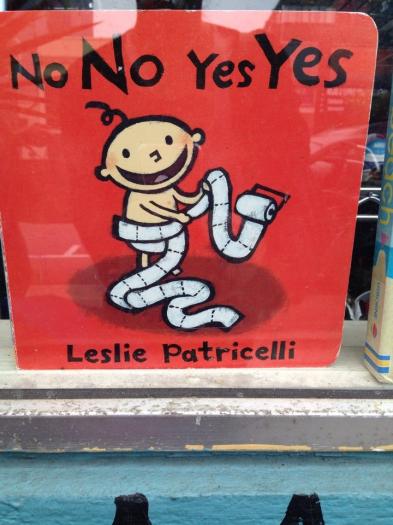 No No Yes Yes
Leslie Patricelli